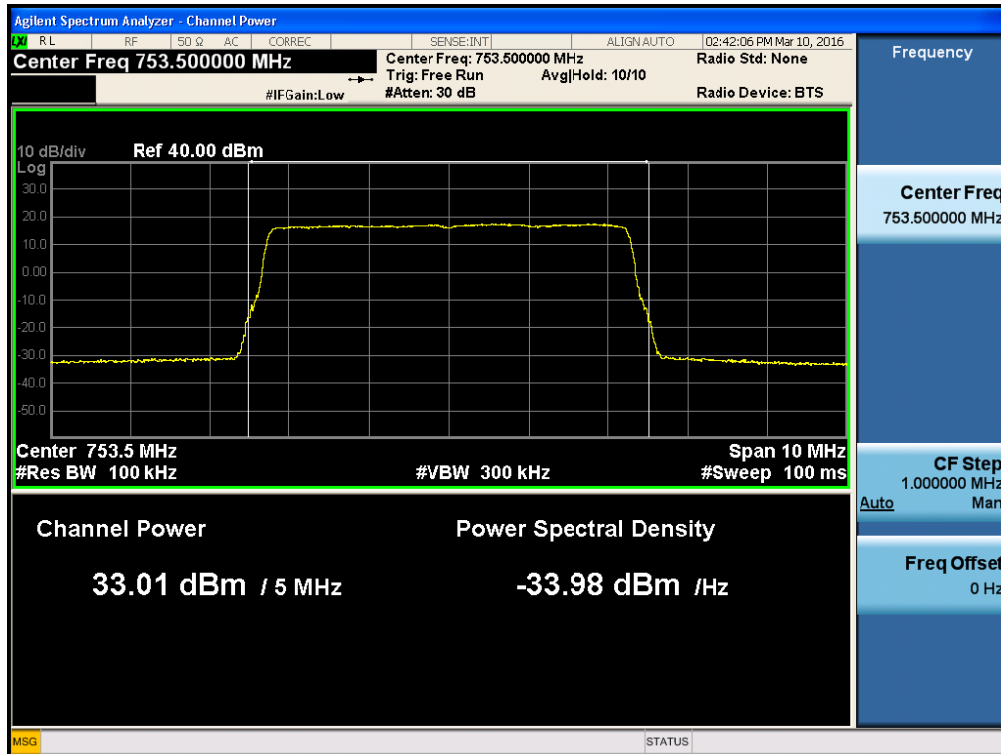 Agilent Spectrum Analyzer - Channel Power
LXI RL RF 50 Ω AC CORREC SENSE:INT ALIGN AUTO 02:42:06 PM Mar 10, 2016
Center Freq 753.500000 MHz
Center Freq: 753.500000 MHz
Radio Std: None
Trig: Free Run Avg|Hold: 10/10
#IFGain:Low
#Atten: 30 dB
Radio Device: BTS
10 dB/div Ref 40.00 dBm
Log
30.0
20.0
10.0
0.00
-10.0
-20.0
-30.0
-40.0
-50.0
Center 753.5 MHz Span 10 MHz
#Res BW 100 kHz #VBW 300 kHz #Sweep 100 ms
Channel Power Power Spectral Density
33.01 dBm / 5 MHz -33.98 dBm /Hz
MSG STATUS
Frequency
Center Freq
753.500000 MHz
CF Step
1.000000 MHz
Auto Man
Freq Offset
0 Hz